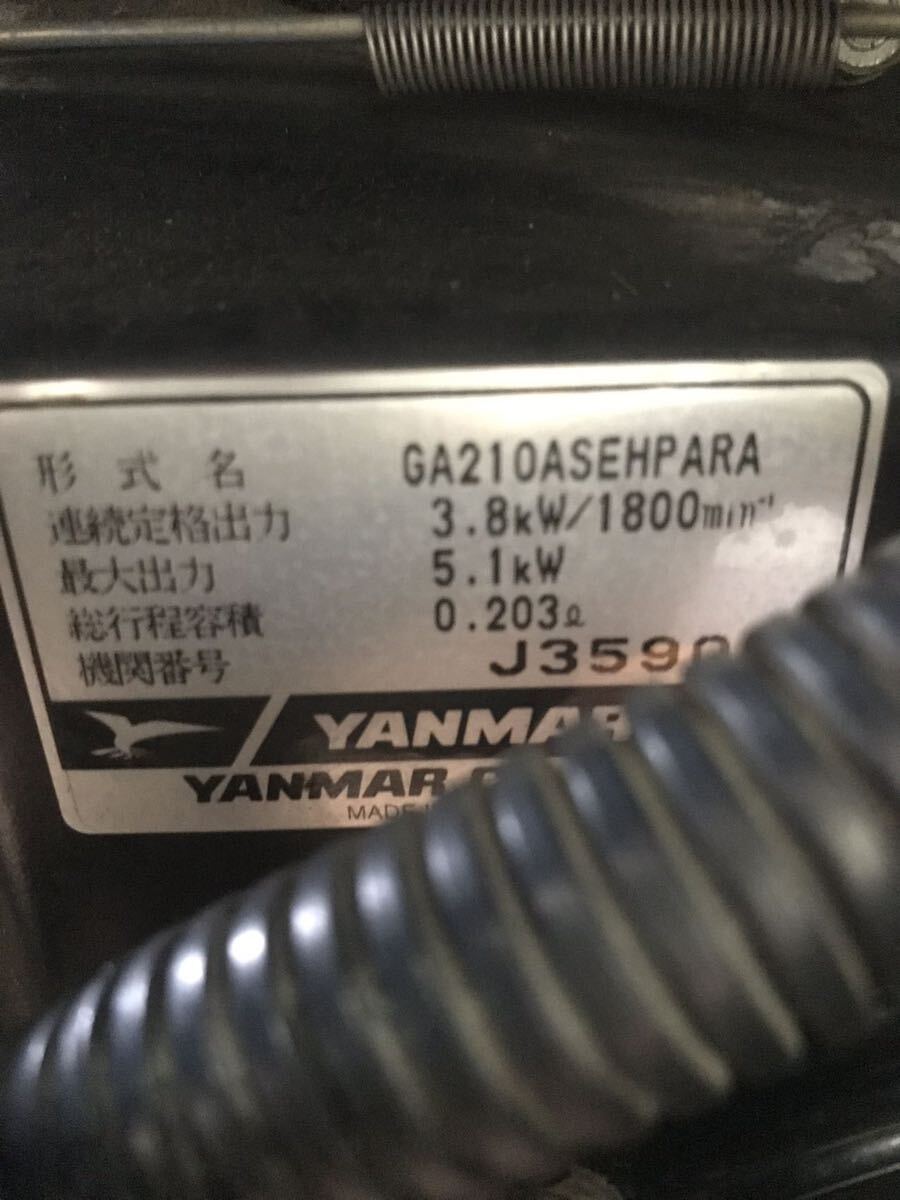 形式名 GA210ASEHPARA
連続定格出力 3.8kW/1800min⁻¹
最大出力 5.1kW
総行程容積 0.203ℓ
機関番号 J359
YANMAR
YANMAR
MADE